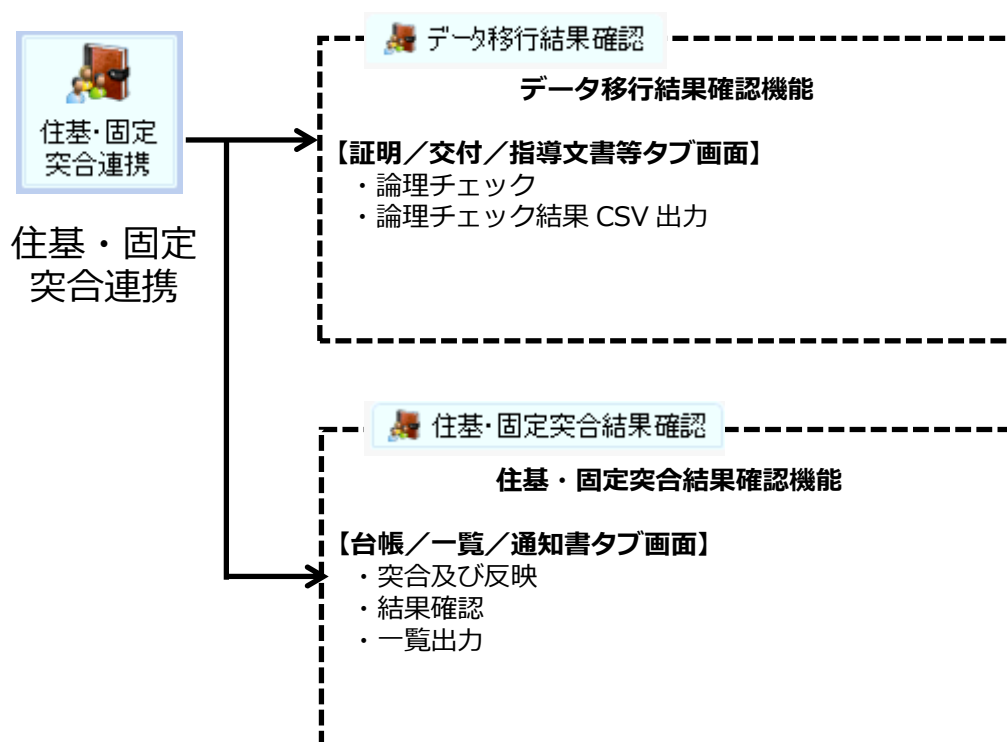 住基・固定
突合連携
住基・固定
突合連携
データ移行結果確認
データ移行結果確認機能
【証明／交付／指導文書等タブ画面】
・論理チェック
・論理チェック結果 CSV 出力
住基・固定突合結果確認
住基・固定突合結果確認機能
【台帳／一覧／通知書タブ画面】
・突合及び反映
・結果確認
・一覧出力